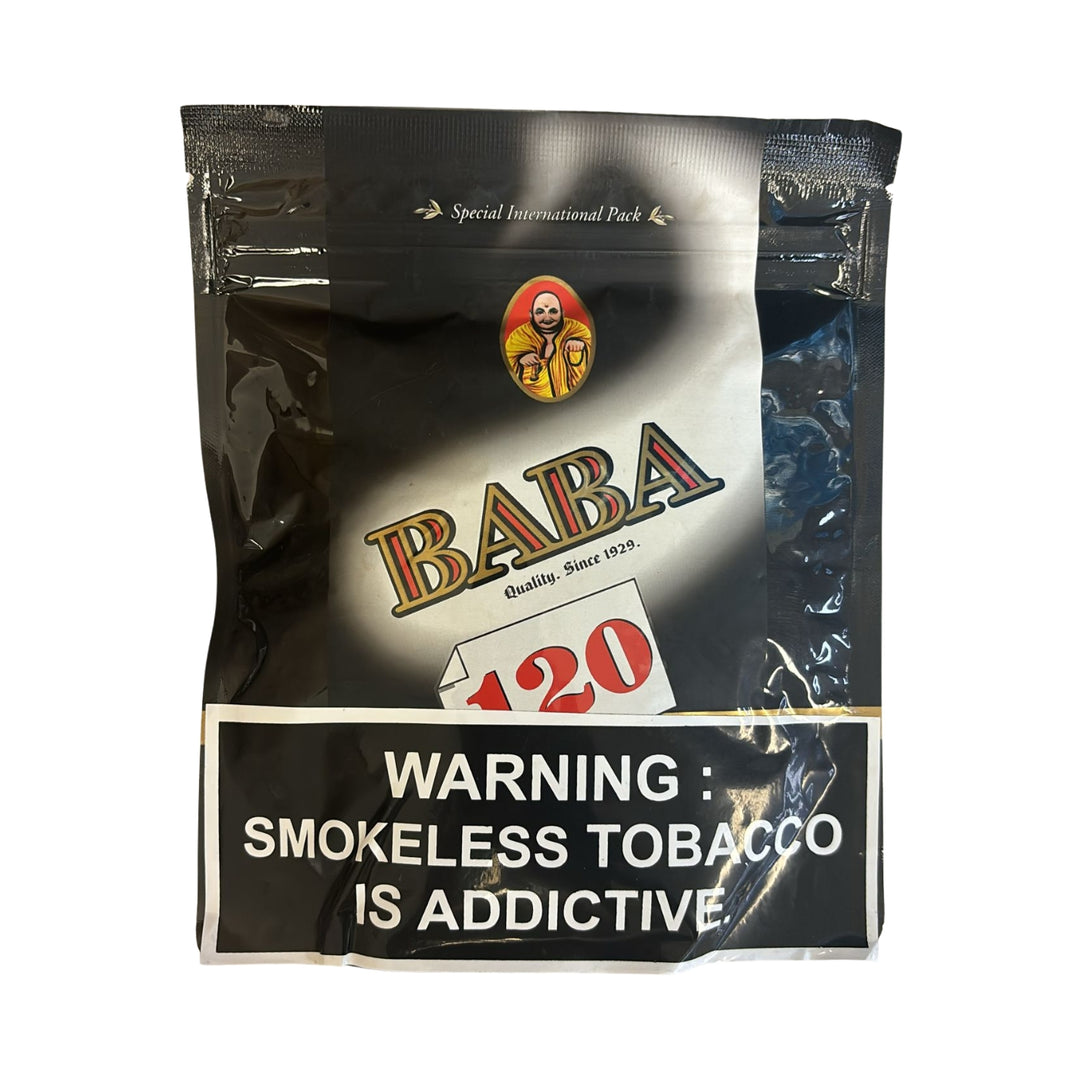 Special International Pack
BABA
Quality. Since 1929.
120
WARNING :
SMOKELESS TOBACCO
IS ADDICTIVE.